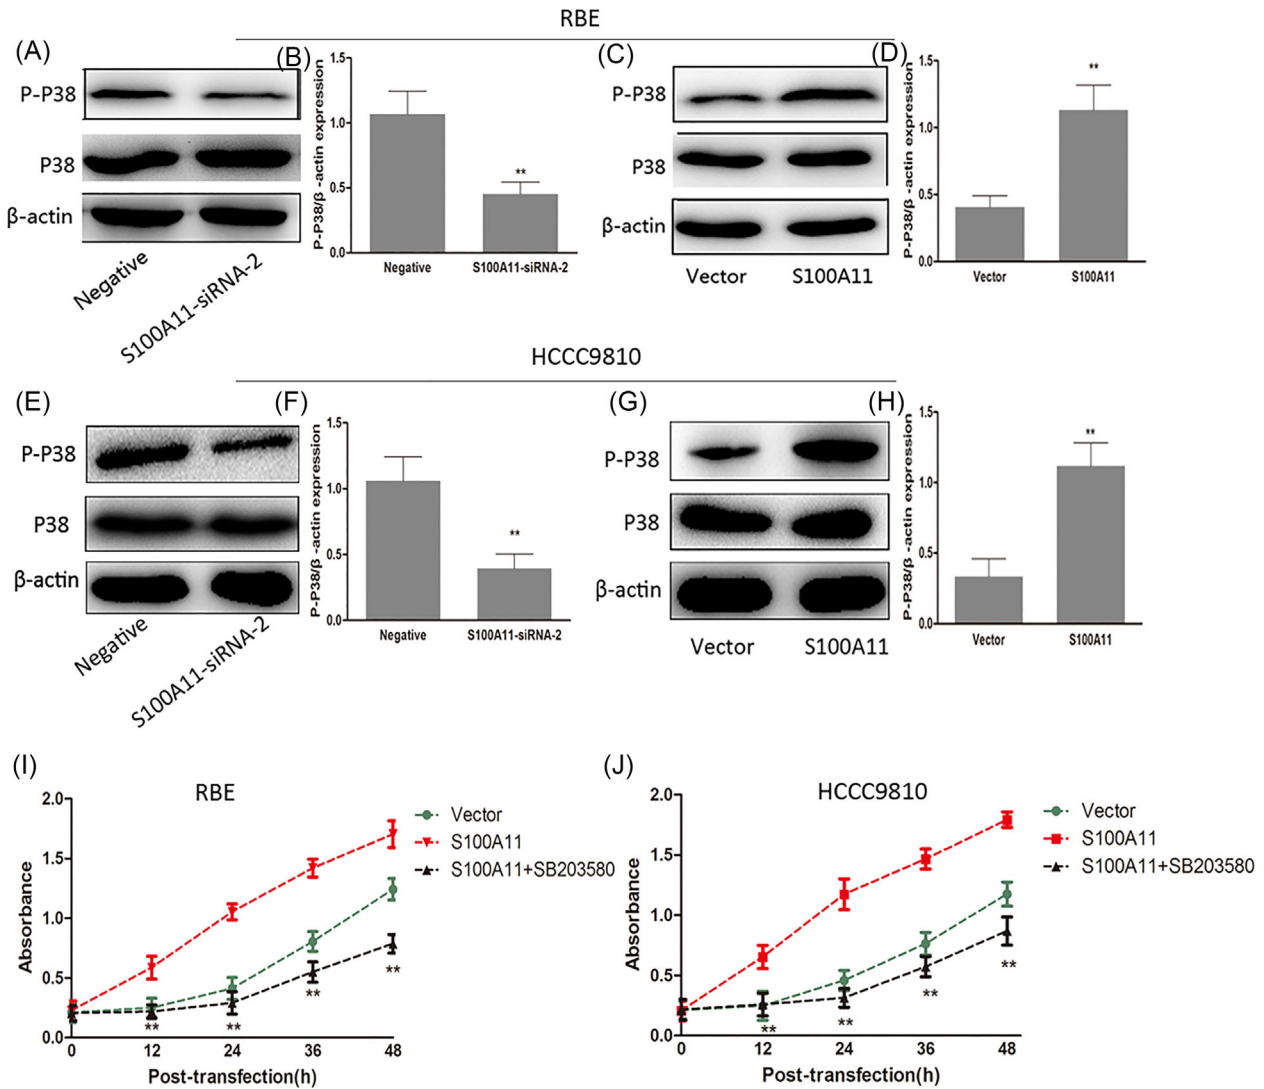 RBE
(A)
P-P38
P38
β-actin
Negative
S100A11-siRNA-2
(B)
P-P38/β -actin expression
1.5
1.0
0.5
0.0
**
Negative
S100A11-siRNA-2
(C)
P-P38
P38
β-actin
Vector
S100A11
(D)
P-P38/β -actin expression
1.5
1.0
0.5
0.0
**
Vector
S100A11
HCCC9810
(E)
P-P38
P38
β-actin
Negative
S100A11-siRNA-2
(F)
P-P38/β -actin expression
1.5
1.0
0.5
0.0
**
Negative
S100A11-siRNA-2
(G)
P-P38
P38
β-actin
Vector
S100A11
(H)
P-P38/β -actin expression
1.5
1.0
0.5
0.0
**
Vector
S100A11
(I)
RBE
Absorbance
2.0
1.5
1.0
0.5
0.0
** ** ** **
0 12 24 36 48
Post-transfection(h)
Vector
S100A11
S100A11+SB203580
(J)
HCCC9810
Absorbance
2.0
1.5
1.0
0.5
0.0
** ** ** **
0 12 24 36 48
Post-transfection(h)
Vector
S100A11
S100A11+SB203580